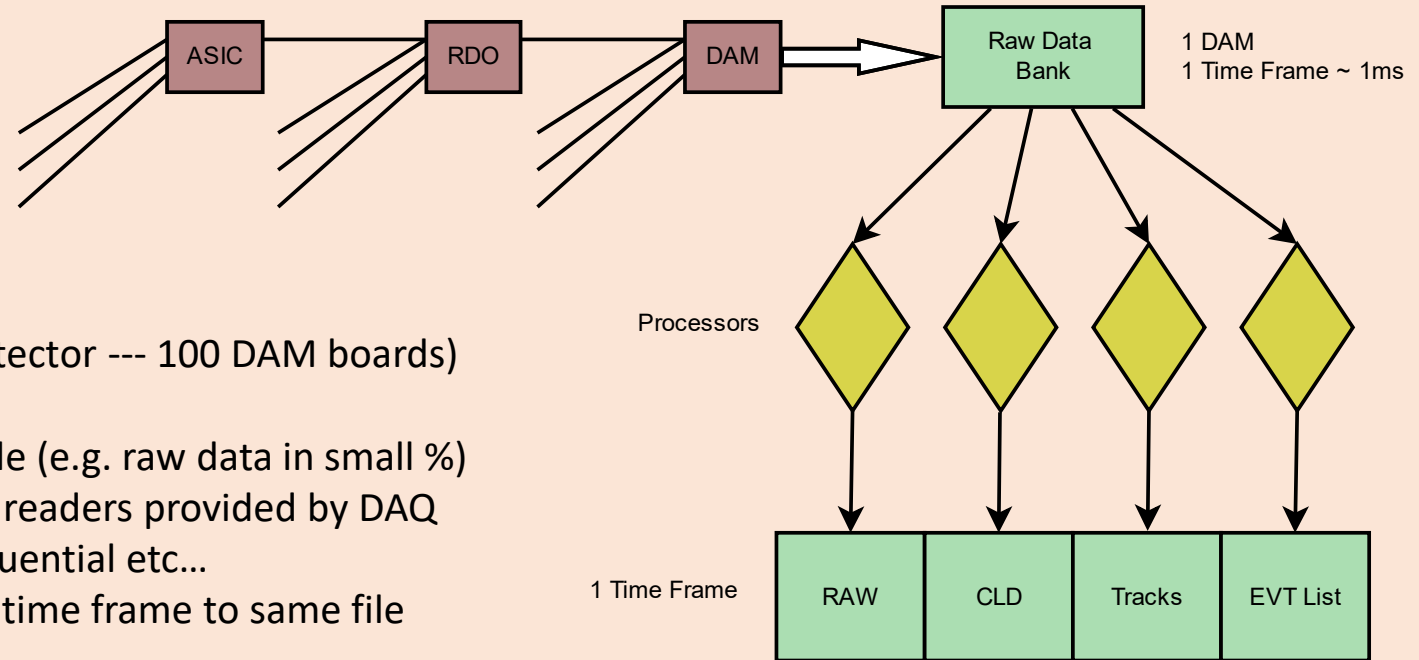 ASIC
RDO
DAM
Raw Data
Bank
1 DAM
1 Time Frame ~ 1ms
Processors
tector --- 100 DAM boards)
le (e.g. raw data in small %)
readers provided by DAQ
uential etc…
time frame to same file
1 Time Frame
RAW
CLD
Tracks
EVT List